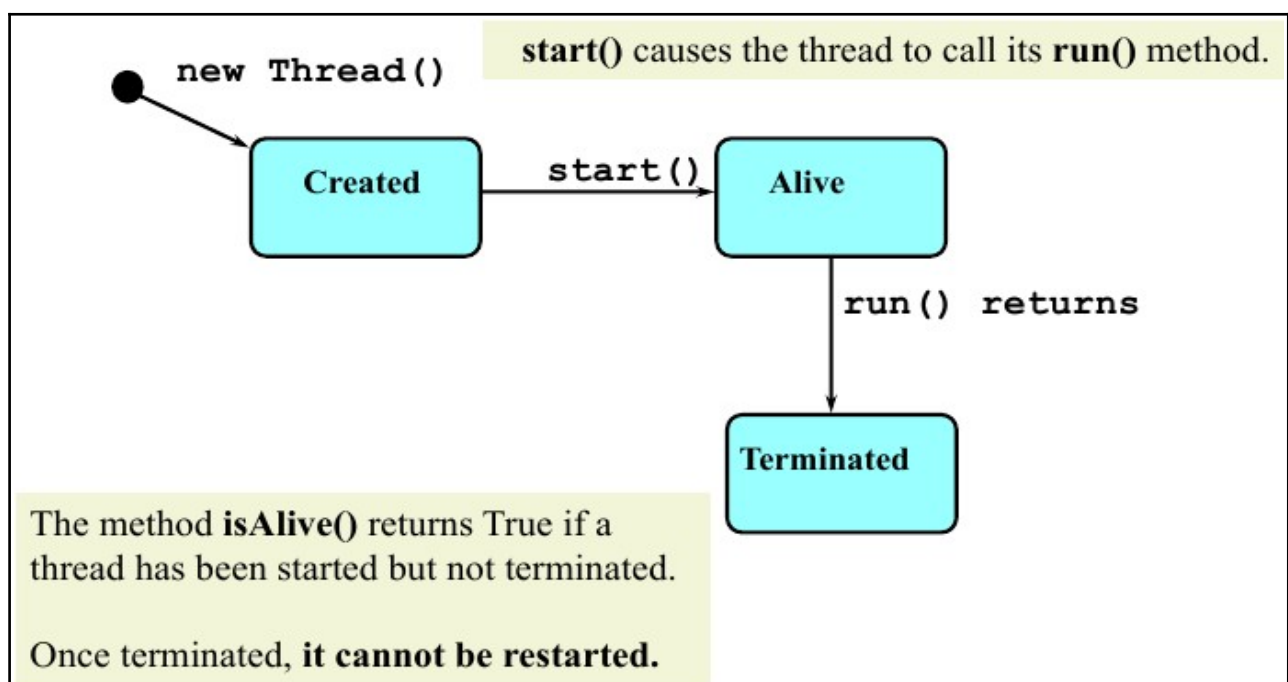 new Thread()
start() causes the thread to call its run() method.
Created
start()
Alive
run() returns
Terminated
The method isAlive() returns True if a
thread has been started but not terminated.
Once terminated, it cannot be restarted.